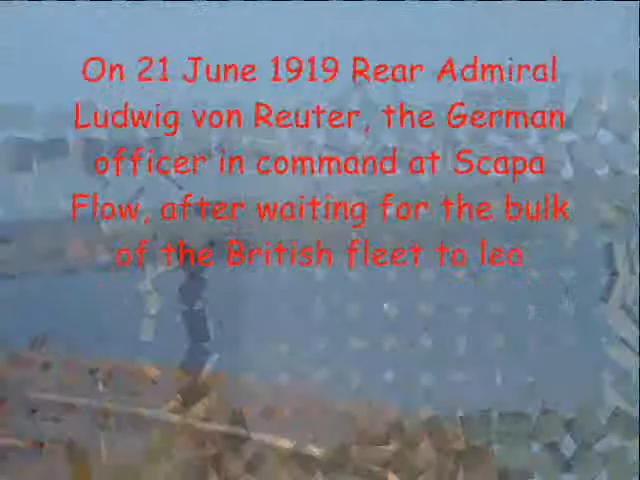 On 21 June 1919 Rear Admiral
Ludwig von Reuter, the German
officer in command at Scapa
Flow, after waiting for the bulk
of the British fleet to lea